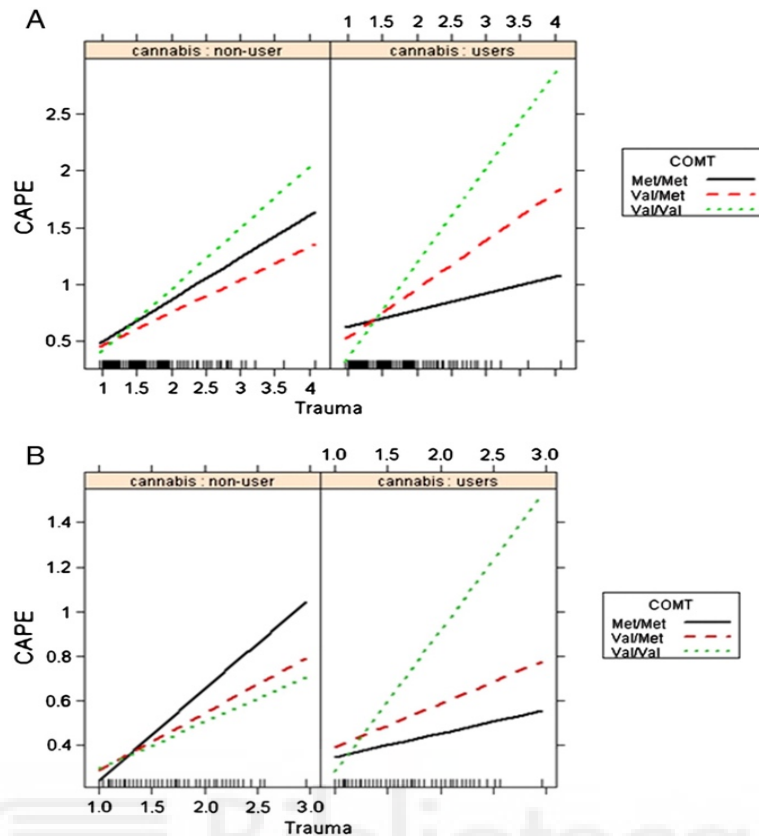 A
1 1.5 2 2.5 3 3.5 4
cannabis : non-user cannabis : users
2.5
2
1.5
1
0.5
CAPE
1 1.5 2 2.5 3 3.5 4
Trauma
COMT
Met/Met
Val/Met
Val/Val
B
1.0 1.5 2.0 2.5 3.0
cannabis : non-user cannabis : users
1.4
1.2
1
0.8
0.6
0.4
CAPE
1.0 1.5 2.0 2.5 3.0
Trauma
COMT
Met/Met
Val/Met
Val/Val